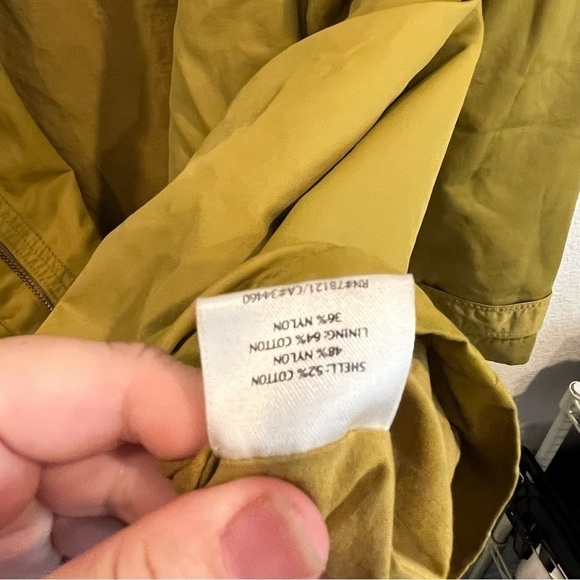 SHELL: 52% COTTON
48% NYLON
LINING: 64% COTTON
36% NYLON
RN#78121/CA#34460